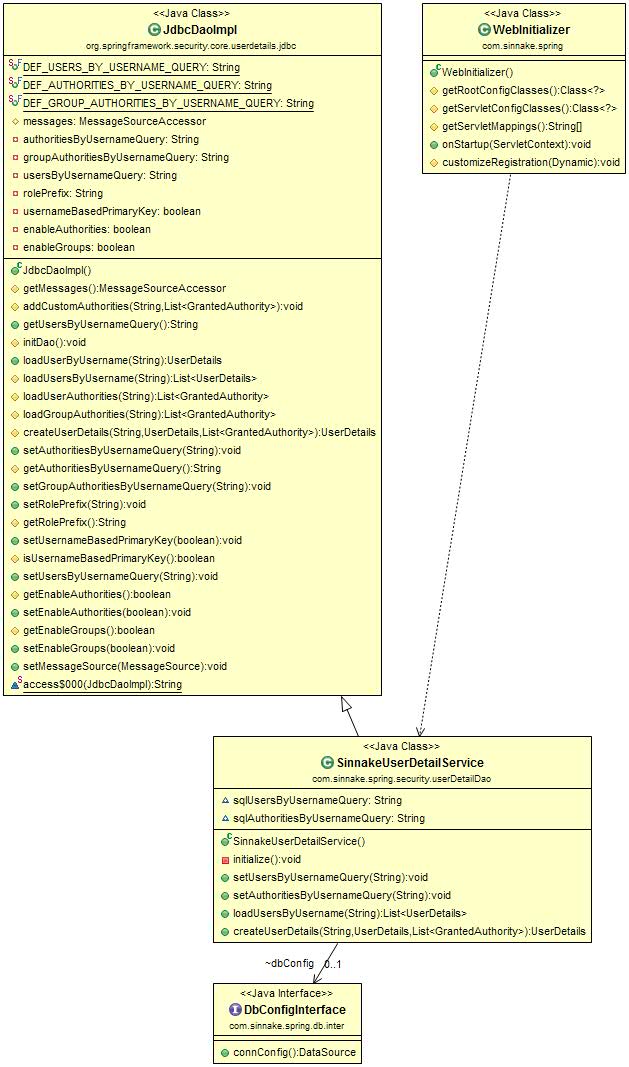 <<Java Class>>
JdbcDaoImpl
org.springframework.security.core.userdetails.jdbc
DEF_USERS_BY_USERNAME_QUERY: String
DEF_AUTHORITIES_BY_USERNAME_QUERY: String
DEF_GROUP_AUTHORITIES_BY_USERNAME_QUERY: String
messages: MessageSourceAccessor
authoritiesByUsernameQuery: String
groupAuthoritiesByUsernameQuery: String
usersByUsernameQuery: String
rolePrefix: String
usernameBasedPrimaryKey: boolean
enableAuthorities: boolean
enableGroups: boolean
JdbcDaoImpl()
getMessages():MessageSourceAccessor
addCustomAuthorities(String,List<GrantedAuthority>):void
getUsersByUsernameQuery():String
initDao():void
loadUserByUsername(String):UserDetails
loadUsersByUsername(String):List<UserDetails>
loadUserAuthorities(String):List<GrantedAuthority>
loadGroupAuthorities(String):List<GrantedAuthority>
createUserDetails(String,UserDetails,List<GrantedAuthority>):UserDetails
setAuthoritiesByUsernameQuery(String):void
getAuthoritiesByUsernameQuery():String
setGroupAuthoritiesByUsernameQuery(String):void
setRolePrefix(String):void
getRolePrefix():String
setUsernameBasedPrimaryKey(boolean):void
isUsernameBasedPrimaryKey():boolean
setUsersByUsernameQuery(String):void
getEnableAuthorities():boolean
setEnableAuthorities(boolean):void
getEnableGroups():boolean
setEnableGroups(boolean):void
setMessageSource(MessageSource):void
access$000(JdbcDaoImpl):String
<<Java Class>>
WebInitializer
com.sinnake.spring
WebInitializer()
getRootConfigClasses():Class<?>
getServletConfigClasses():Class<?>
getServletMappings():String[]
onStartup(ServletContext):void
customizeRegistration(Dynamic):void
<<Java Class>>
SinnakeUserDetailService
com.sinnake.spring.security.userDetailDao
sqlUsersByUsernameQuery: String
sqlAuthoritiesByUsernameQuery: String
SinnakeUserDetailService()
initialize():void
setUsersByUsernameQuery(String):void
setAuthoritiesByUsernameQuery(String):void
loadUsersByUsername(String):List<UserDetails>
createUserDetails(String,UserDetails,List<GrantedAuthority>):UserDetails
~dbConfig 0..1
<<Java Interface>>
DbConfigInterface
com.sinnake.spring.db.inter
connConfig():DataSource